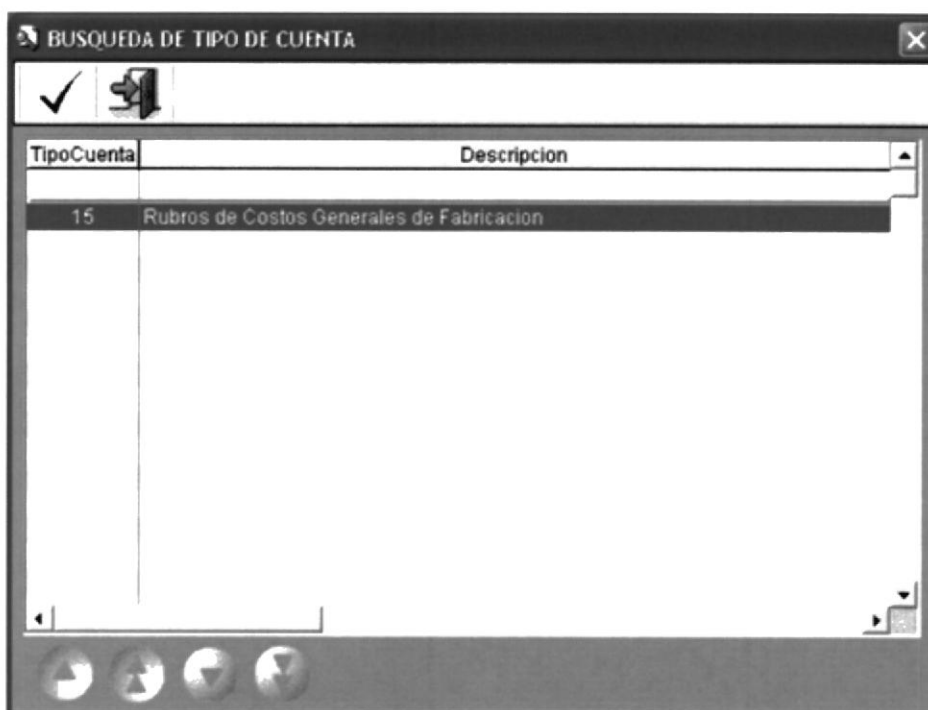 BUSQUEDA DE TIPO DE CUENTA
TipoCuenta Descripcion
15 Rubros de Costos Generales de Fabricacion